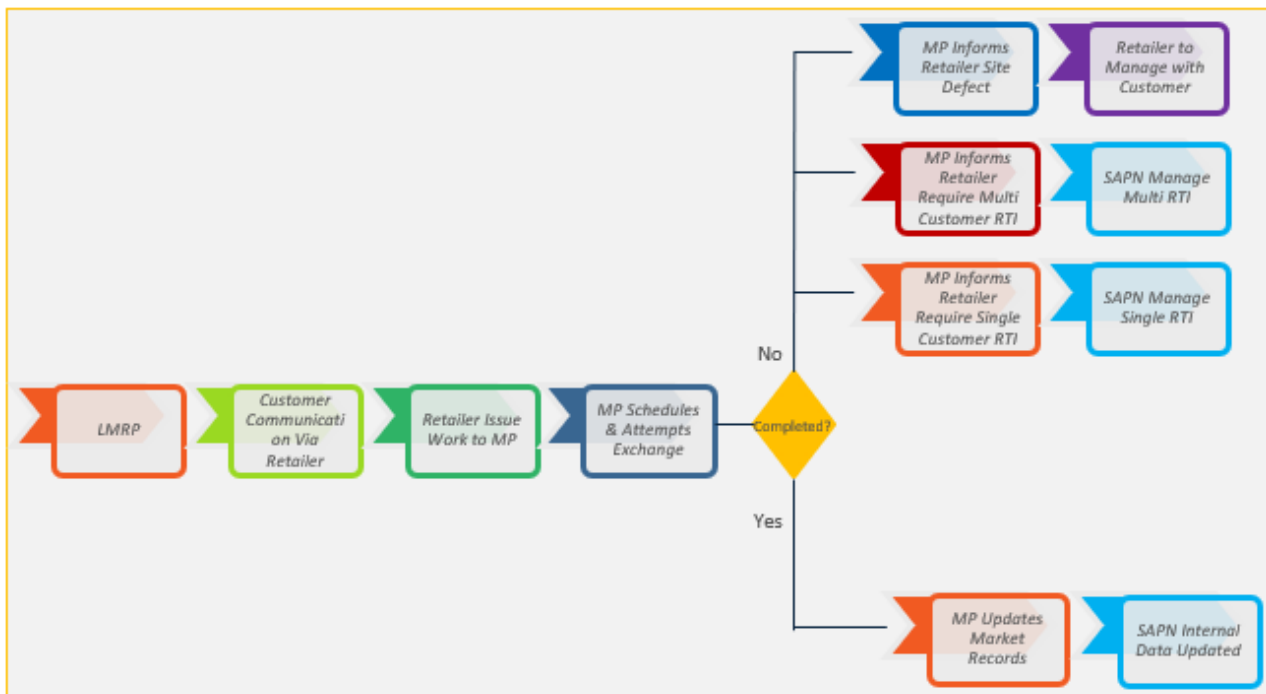 MP Informs
Retailer Site
Defect
Retailer to
Manage with
Customer
MP Informs
Retailer
Require Multi
Customer RTI
SAPN Manage
Multi RTI
MP Informs
Retailer
Require Single
Customer RTI
SAPN Manage
Single RTI
No
LMRP
Customer
Communicati
on Via
Retailer
Retailer Issue
Work to MP
MP Schedules
& Attempts
Exchange
Completed?
Yes
MP Updates
Market
Records
SAPN Internal
Data Updated